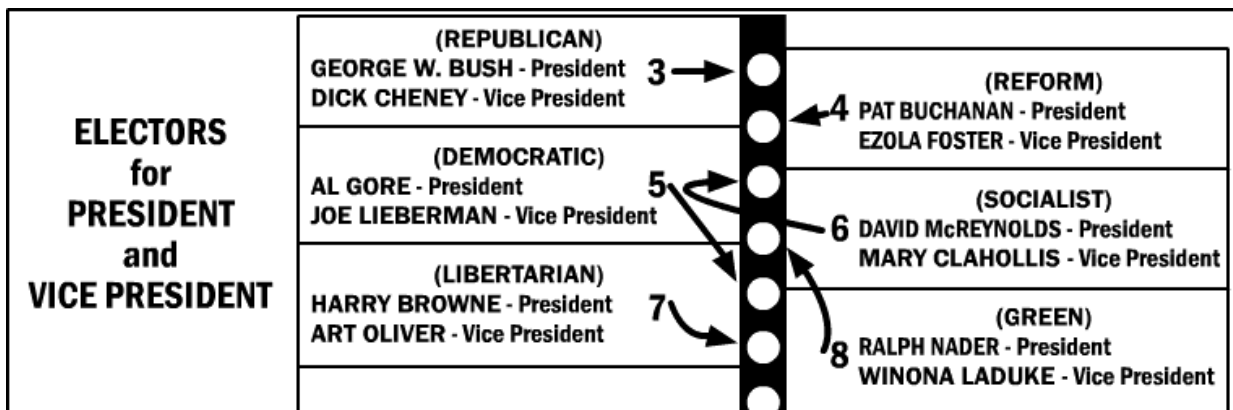 ELECTORS
for
PRESIDENT
and
VICE PRESIDENT
(REPUBLICAN)
GEORGE W. BUSH - President
DICK CHENEY - Vice President
3
(DEMOCRATIC)
AL GORE - President
JOE LIEBERMAN - Vice President
5
(LIBERTARIAN)
HARRY BROWNE - President
ART OLIVER - Vice President
7
(REFORM)
4 PAT BUCHANAN - President
EZOLA FOSTER - Vice President
(SOCIALIST)
6 DAVID McREYNOLDS - President
MARY CLAHOLLIS - Vice President
(GREEN)
8 RALPH NADER - President
WINONA LADUKE - Vice President